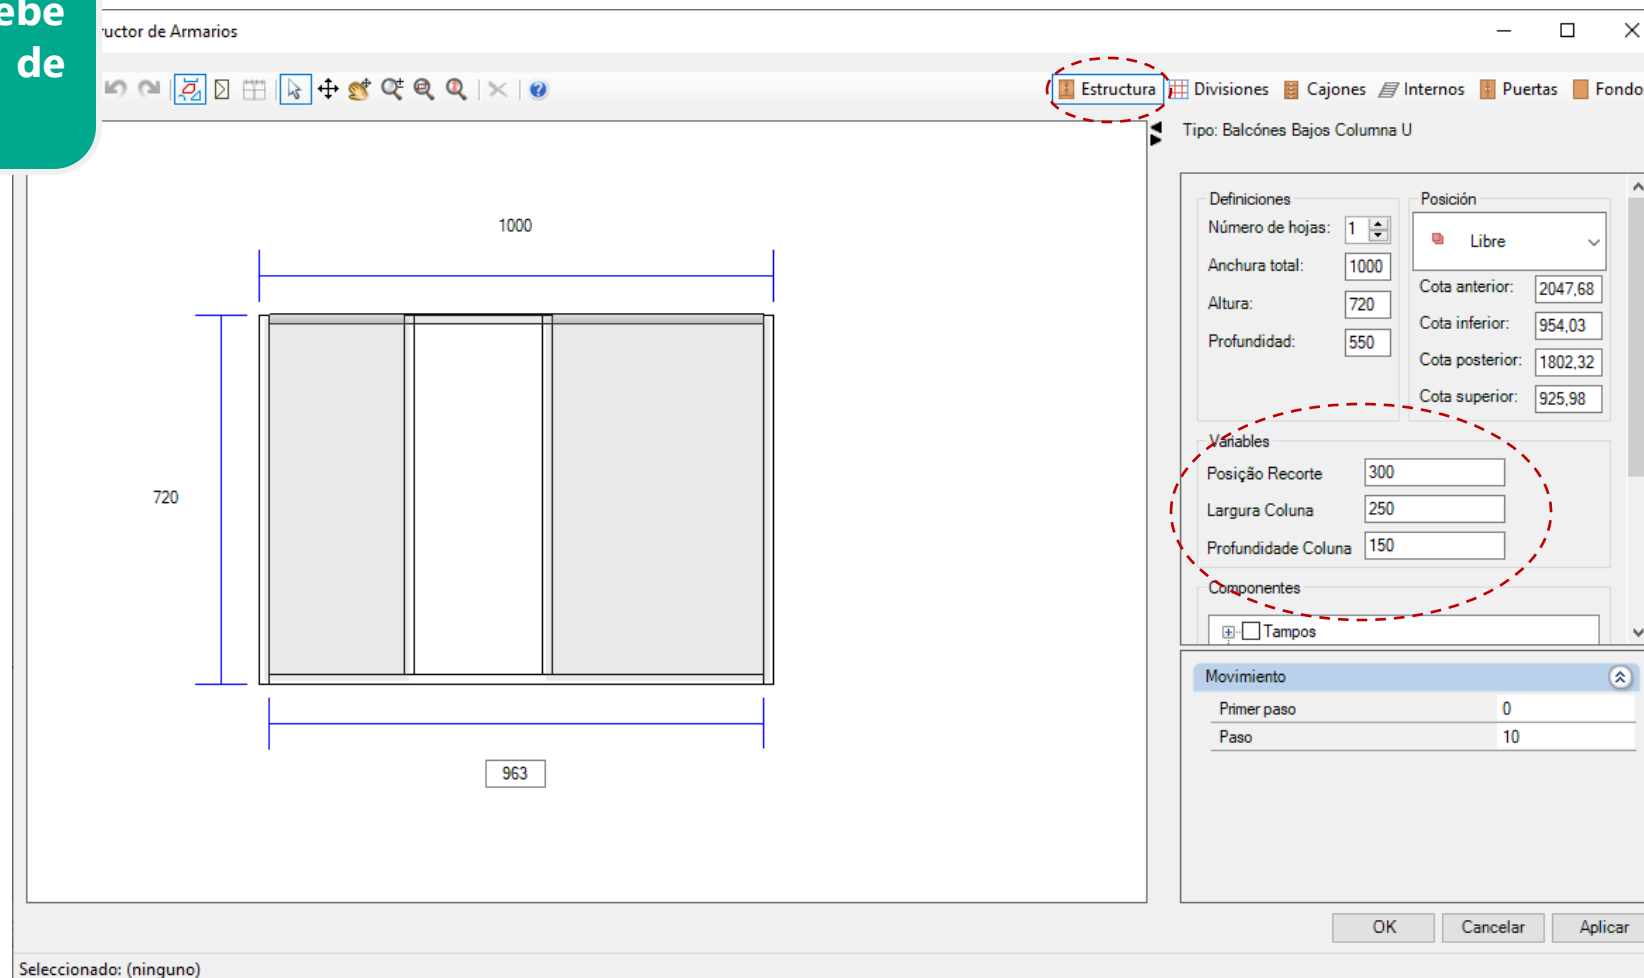 de
Estructura Divisiones Cajones Internos Puertas
Tipo: Balcónes Bajos Columna U
Definiciones
Número de hojas: 1
Anchura total: 1000
Altura: 720
Profundidad: 550
Posición
Libre
Cota anterior: 2047,68
Cota inferior: 954,03
Cota posterior: 1802,32
Cota superior: 925,98
Variables
Posição Recorte 300
Largura Coluna 250
Profundidade Coluna 150
Componentes
Tampos
Movimiento
Primer paso 0
Paso 10
1000
720
963
OK Cancelar Aplicar
Seleccionado: (ninguno)
de Armarios